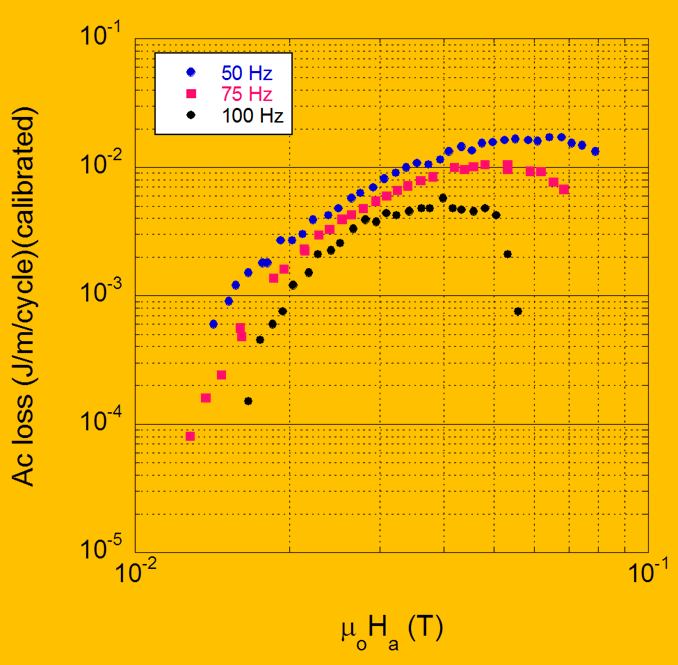 10⁻¹
50 Hz
75 Hz
100 Hz
10⁻²
10⁻³
10⁻⁴
10⁻⁵
Ac loss (J/m/cycle)(calibrated)
10⁻²
10⁻¹
μₒHₐ (T)